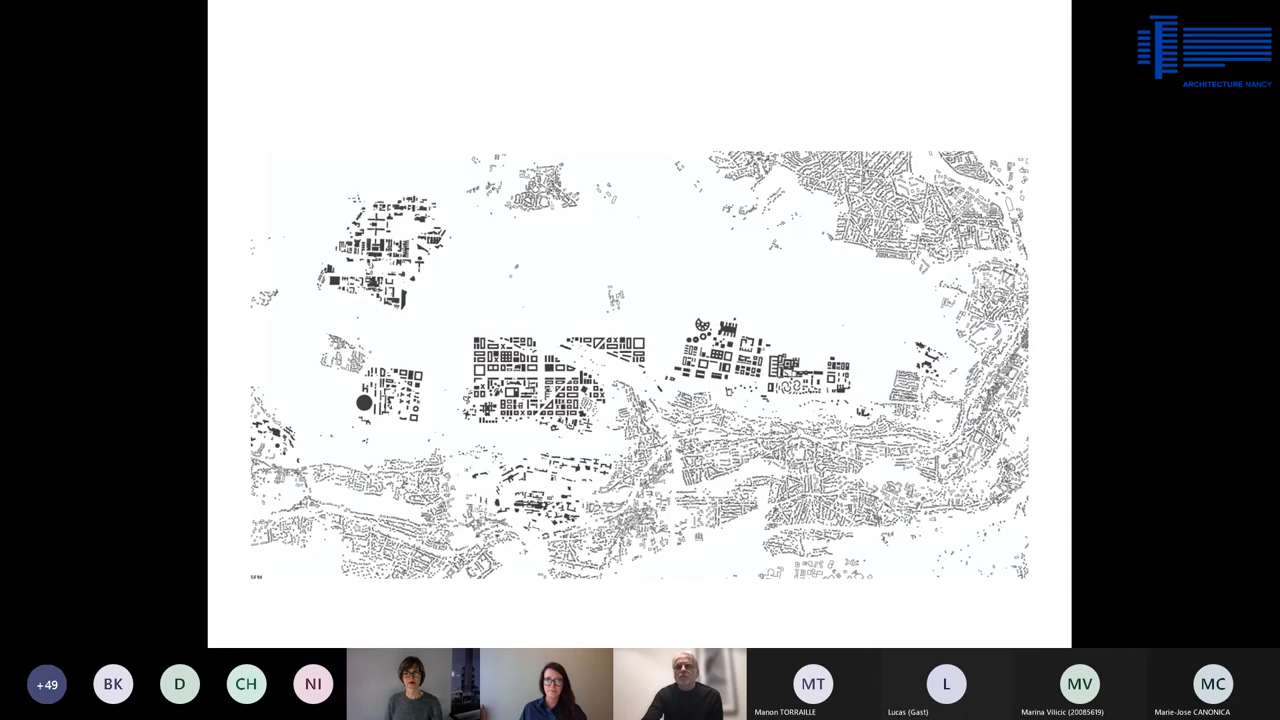 ARCHITECTURE NANCY
+49
BK
D
CH
NI
MT
Manon TORRAILLE
L
Lucas (Gast)
MV
Marina Vilicic (20085619)
MC
Marie-Jose CANONICA